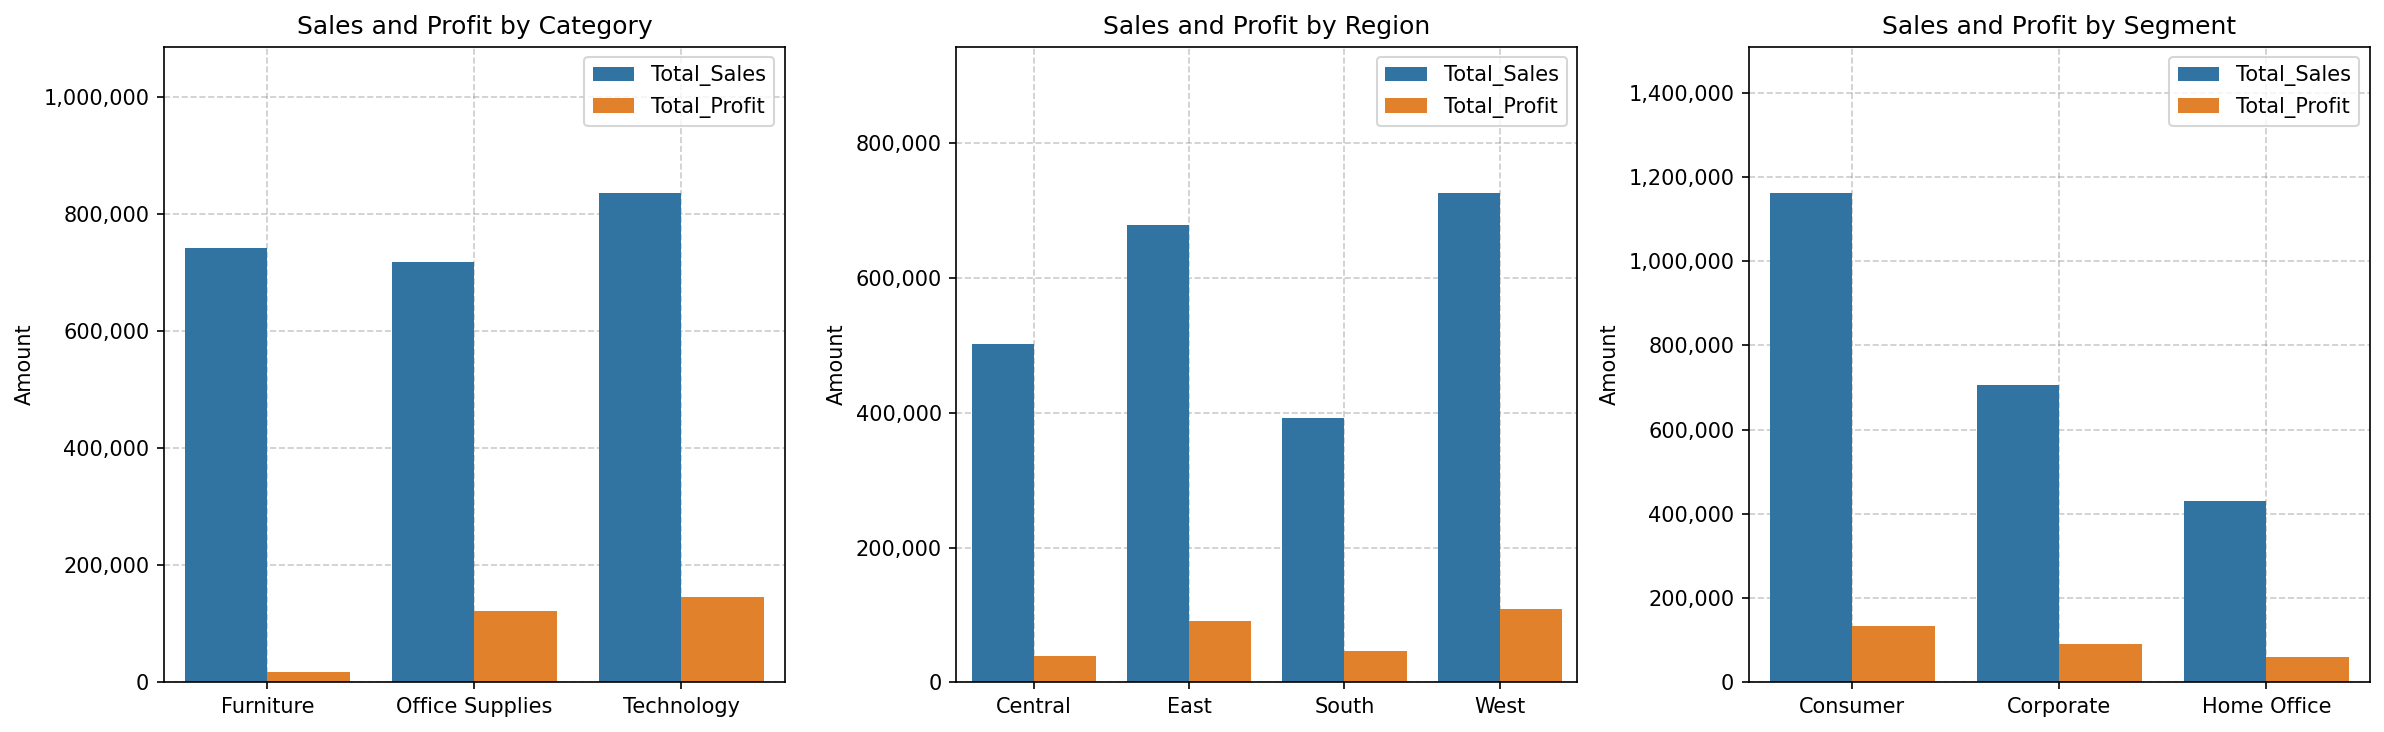 Sales and Profit by Category
Total_Sales
Total_Profit
Amount
1,000,000
800,000
600,000
400,000
200,000
0
Furniture
Office Supplies
Technology
Sales and Profit by Region
Total_Sales
Total_Profit
Amount
800,000
600,000
400,000
200,000
0
Central
East
South
West
Sales and Profit by Segment
Total_Sales
Total_Profit
Amount
1,400,000
1,200,000
1,000,000
800,000
600,000
400,000
200,000
0
Consumer
Corporate
Home Office